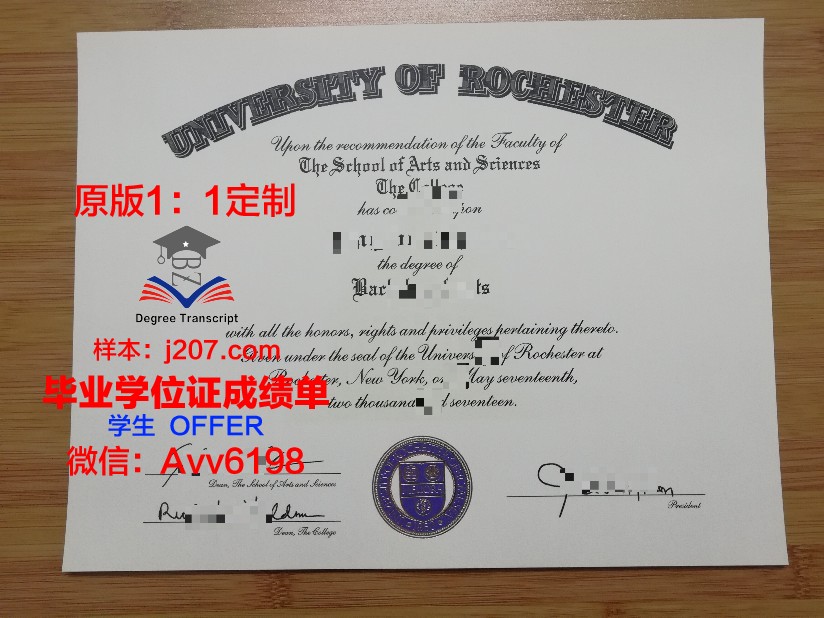 UNIVERSITY OF ROCHESTER
Upon the recommendation of the Faculty of
The School of Arts and Sciences
The
原版1：1定制
has
the degree of
Degree Transcript
with all the honors, rights and privileges pertaining thereto.
样本：j207.com
under the seal of the of Rochester at
毕业学位证成绩单
New York, seventeenth,
two seventeen.
学生 OFFER
微信：Avv6198
Dean, The School of Arts and Sciences
President
Dean, The College